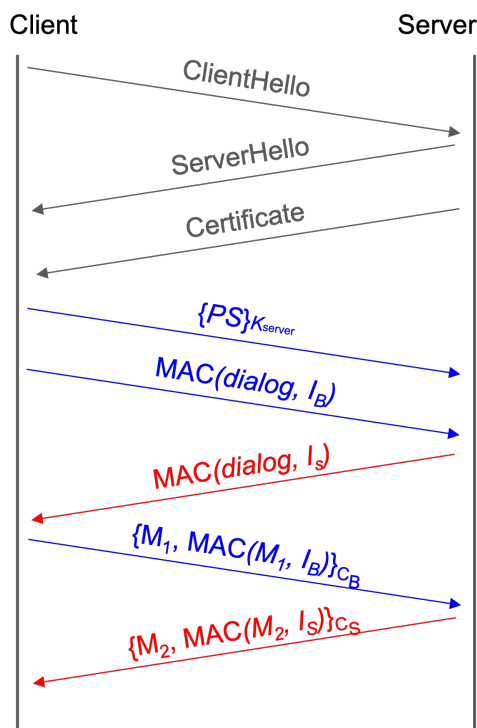 Client
Server
ClientHello
ServerHello
Certificate
{PS}Kserver
MAC(dialog, IB)
MAC(dialog, Is)
{M1, MAC(M1, IB)}CB
{M2, MAC(M2, IS)}CS